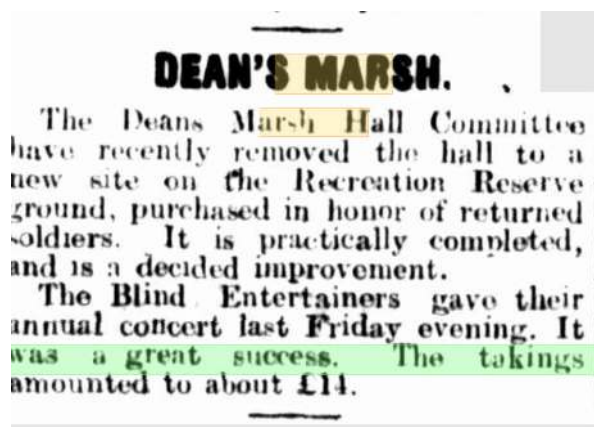 DEAN'S MARSH.
The Deans Marsh Hall Committee
have recently removed the hall to a
new site on the Recreation Reserve
ground, purchased in honor of returned
soldiers. It is practically completed,
and is a decided improvement.
The Blind Entertainers gave their
annual concert last Friday evening. It
was a great success. The takings
amounted to about £14.